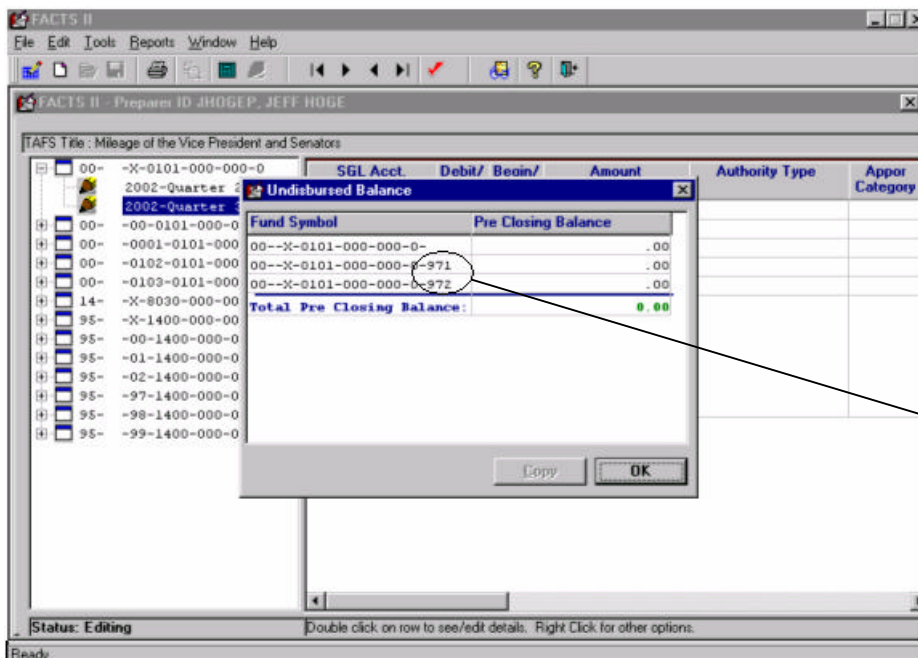 FACTS II
File Edit Tools Reports Window Help
FACTS II - Preparer ID JHOGEP, JEFF HOGE
TAFS Title : Mileage of the Vice President and Senators
00- -X-0101-000-000-0
2002-Quarter 2
2002-Quarter 3
00- -00-0101-000-0
00- -0001-0101-000
00- -0102-0101-000
00- -0103-0101-000
14- -X-8030-000-00
95- -X-1400-000-00
95- -00-1400-000-0
95- -01-1400-000-0
95- -02-1400-000-0
95- -97-1400-000-0
95- -98-1400-000-0
95- -99-1400-000-0
SGL Acct. Debit/ Begin/ Amount Authority Type Appor Category
Undisbursed Balance
Fund Symbol Pre Closing Balance
00--X-0101-000-000-0- .00
00--X-0101-000-000-0-971 .00
00--X-0101-000-000-0-972 .00
Total Pre Closing Balance: 0.00
Copy OK
Status: Editing Double click on row to see/edit details. Right Click for other options.
Ready